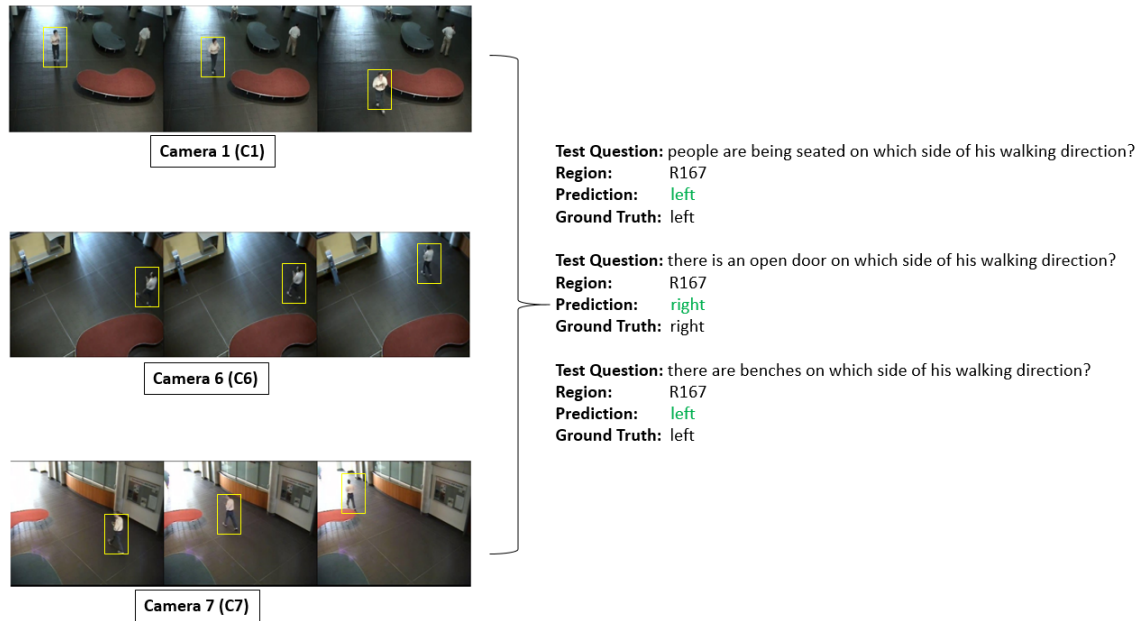 Camera 1 (C1)
Camera 6 (C6)
Camera 7 (C7)
Test Question: people are being seated on which side of his walking direction?
Region: R167
Prediction: left
Ground Truth: left
Test Question: there is an open door on which side of his walking direction?
Region: R167
Prediction: right
Ground Truth: right
Test Question: there are benches on which side of his walking direction?
Region: R167
Prediction: left
Ground Truth: left